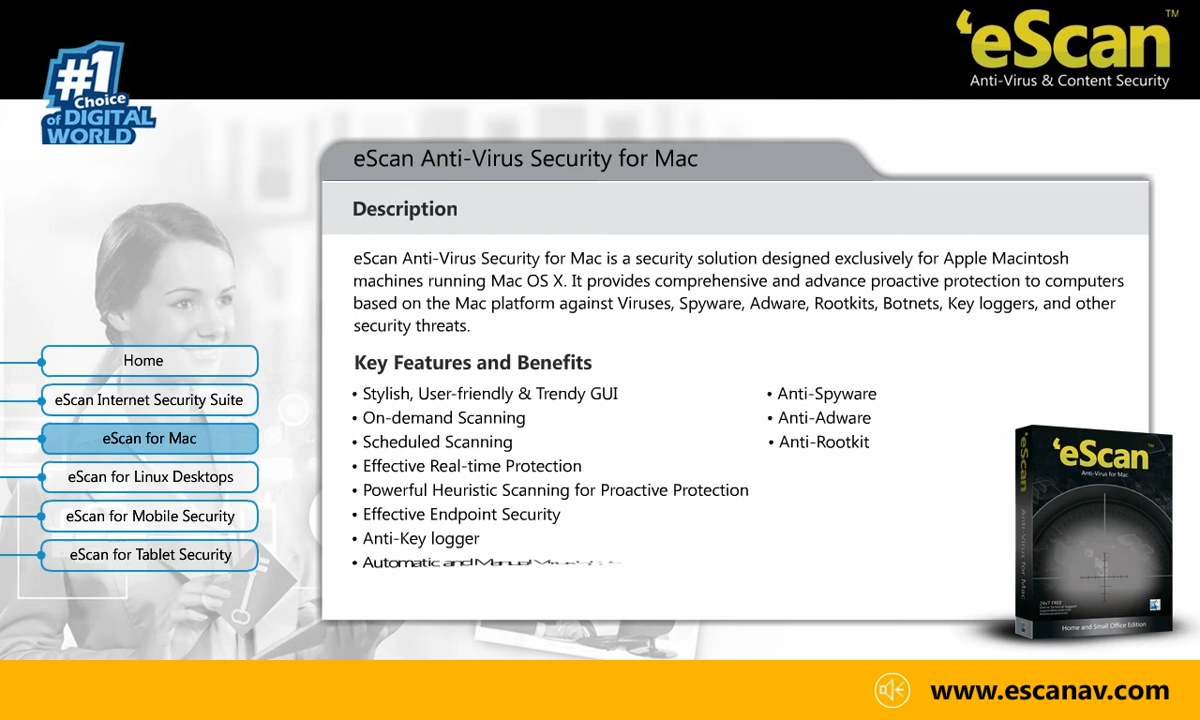 'eScan™
Anti-Virus & Content Security
#1
Choice
of DIGITAL
WORLD
eScan Anti-Virus Security for Mac
Description
eScan Anti-Virus Security for Mac is a security solution designed exclusively for Apple Macintosh
machines running Mac OS X. It provides comprehensive and advance proactive protection to computers
based on the Mac platform against Viruses, Spyware, Adware, Rootkits, Botnets, Key loggers, and other
security threats.
Key Features and Benefits
• Stylish, User-friendly & Trendy GUI
• On-demand Scanning
• Scheduled Scanning
• Effective Real-time Protection
• Powerful Heuristic Scanning for Proactive Protection
• Effective Endpoint Security
• Anti-Key logger
• Automatic and Manual
• Anti-Spyware
• Anti-Adware
• Anti-Rootkit
Home
eScan Internet Security Suite
eScan for Mac
eScan for Linux Desktops
eScan for Mobile Security
eScan for Tablet Security
'eScan™
Anti-Virus for Mac
'eScan
Anti-Virus for Mac
24x7 FREE
Home and Small Office Edition
www.escanav.com